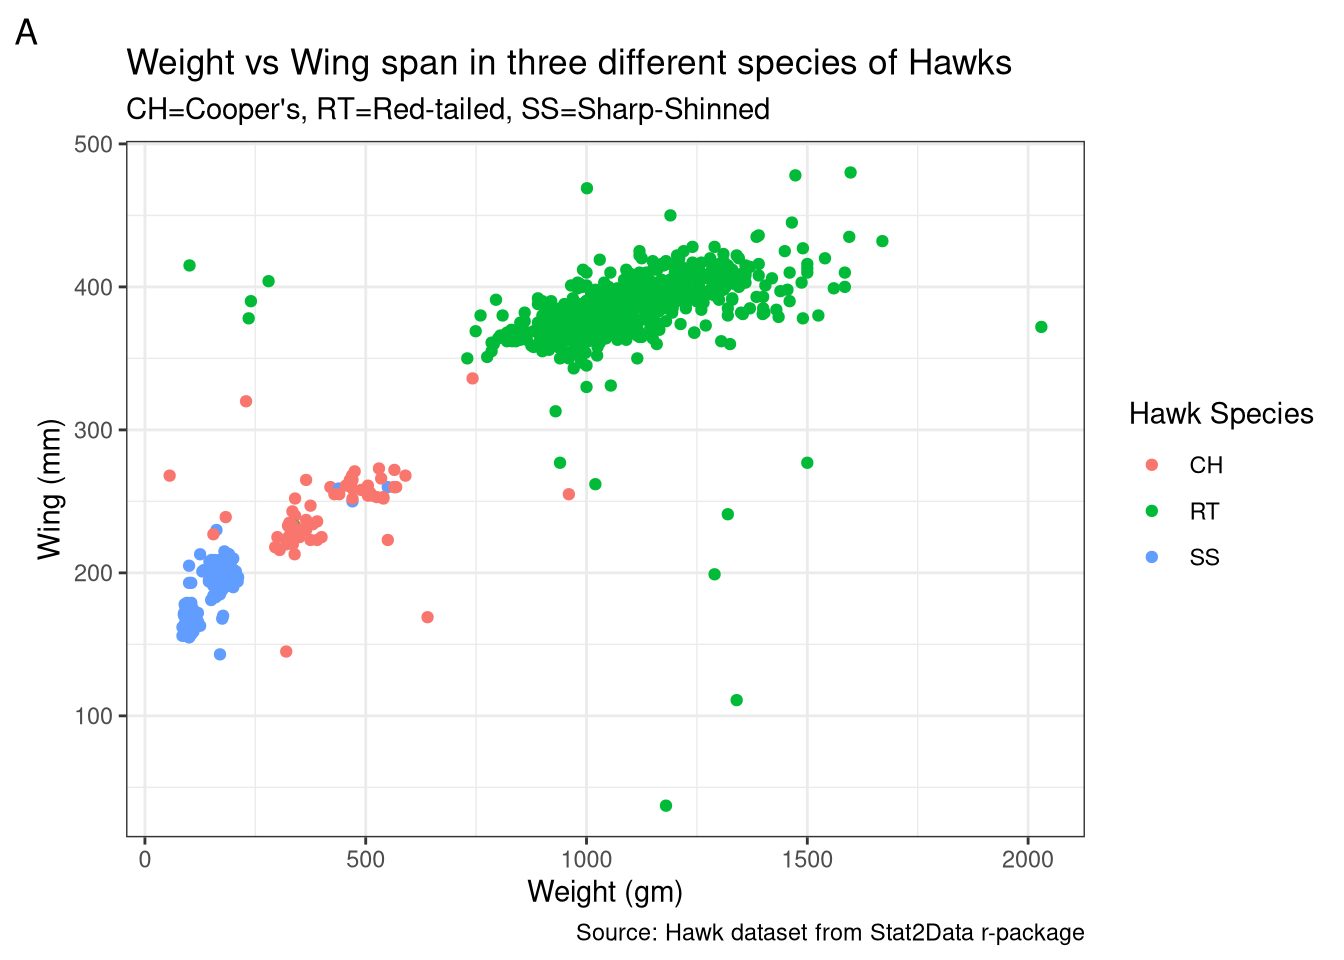 A
Weight vs Wing span in three different species of Hawks
CH=Cooper's, RT=Red-tailed, SS=Sharp-Shinned
500
400
300
200
100
Wing (mm)
0 500 1000 1500 2000
Weight (gm)
Hawk Species
CH
RT
SS
Source: Hawk dataset from Stat2Data r-package